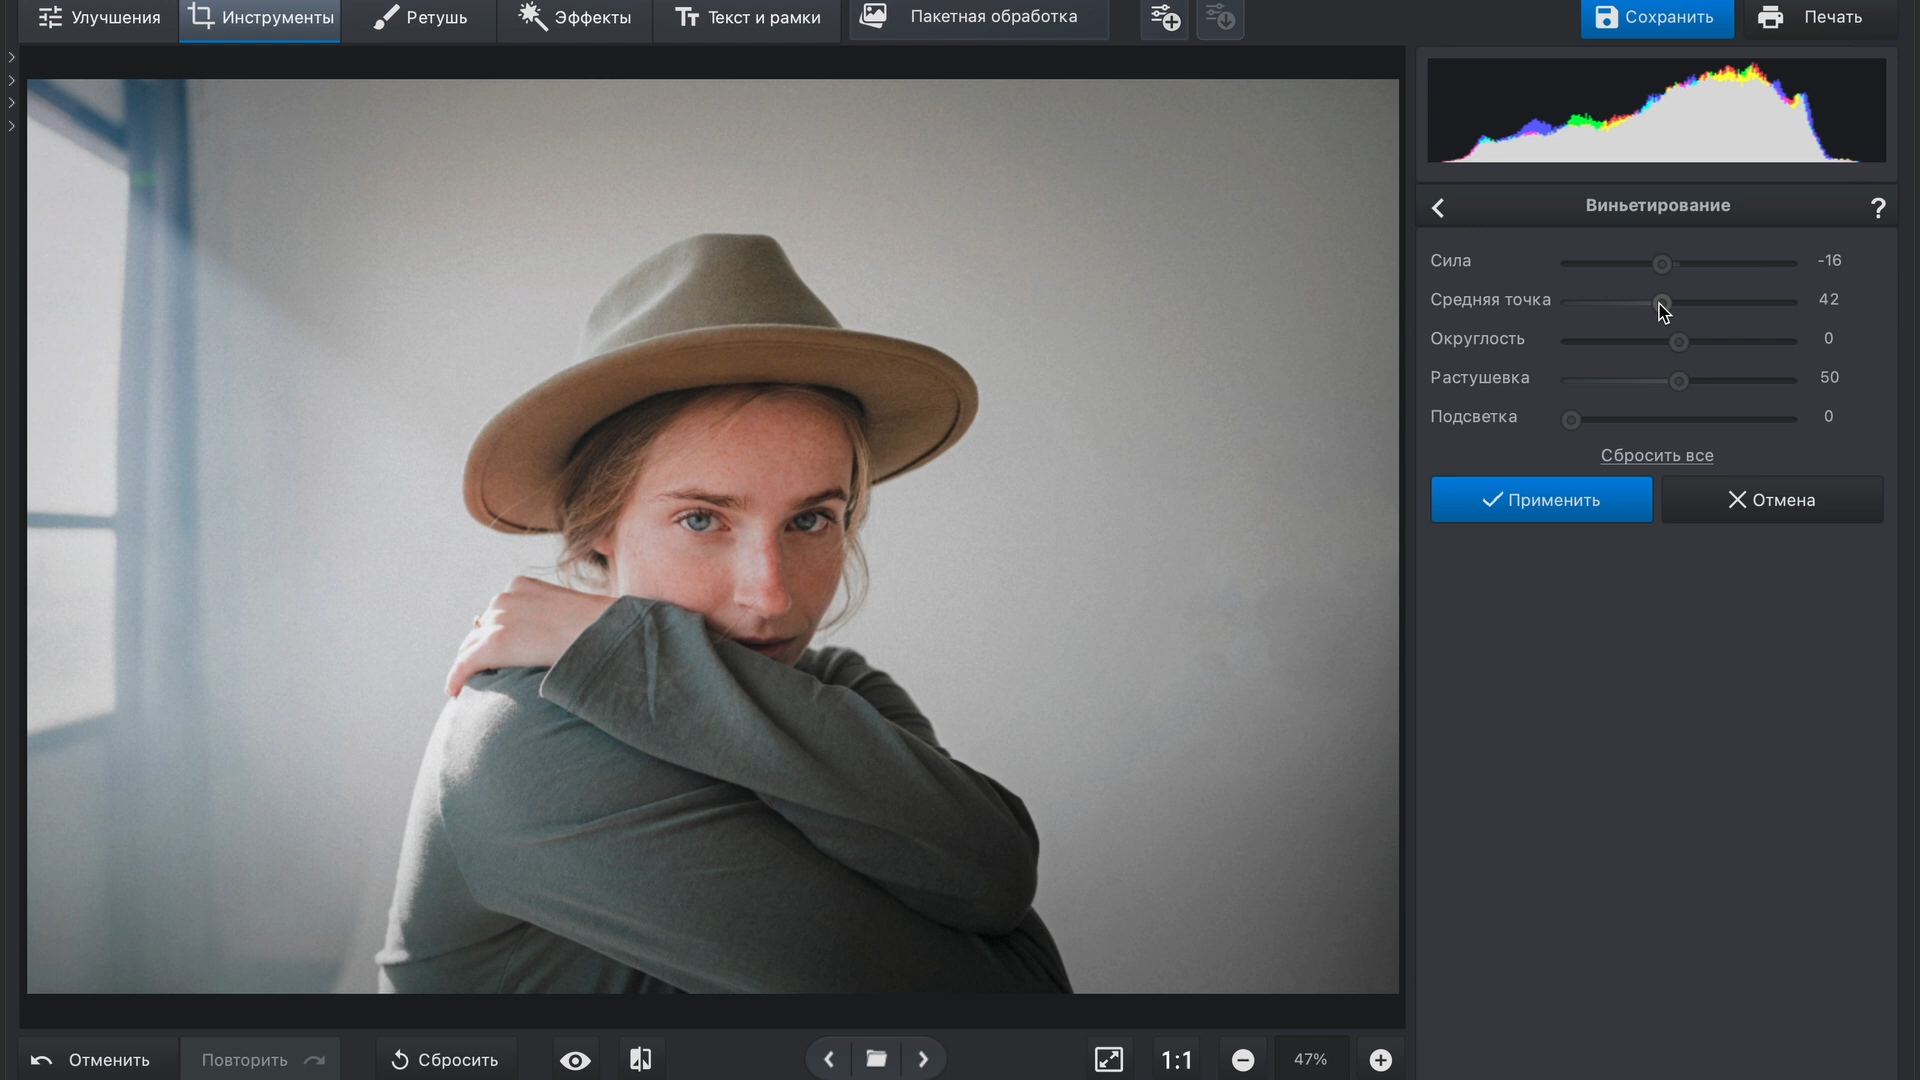 Улучшения
Инструменты
Ретушь
Эффекты
Текст и рамки
Пакетная обработка
Сохранить
Печать
Виньетирование
?
Сила -16
Средняя точка 42
Округлость 0
Растушевка 50
Подсветка 0
Сбросить все
Применить
Отмена
Отменить
Повторить
Сбросить
1:1
47%